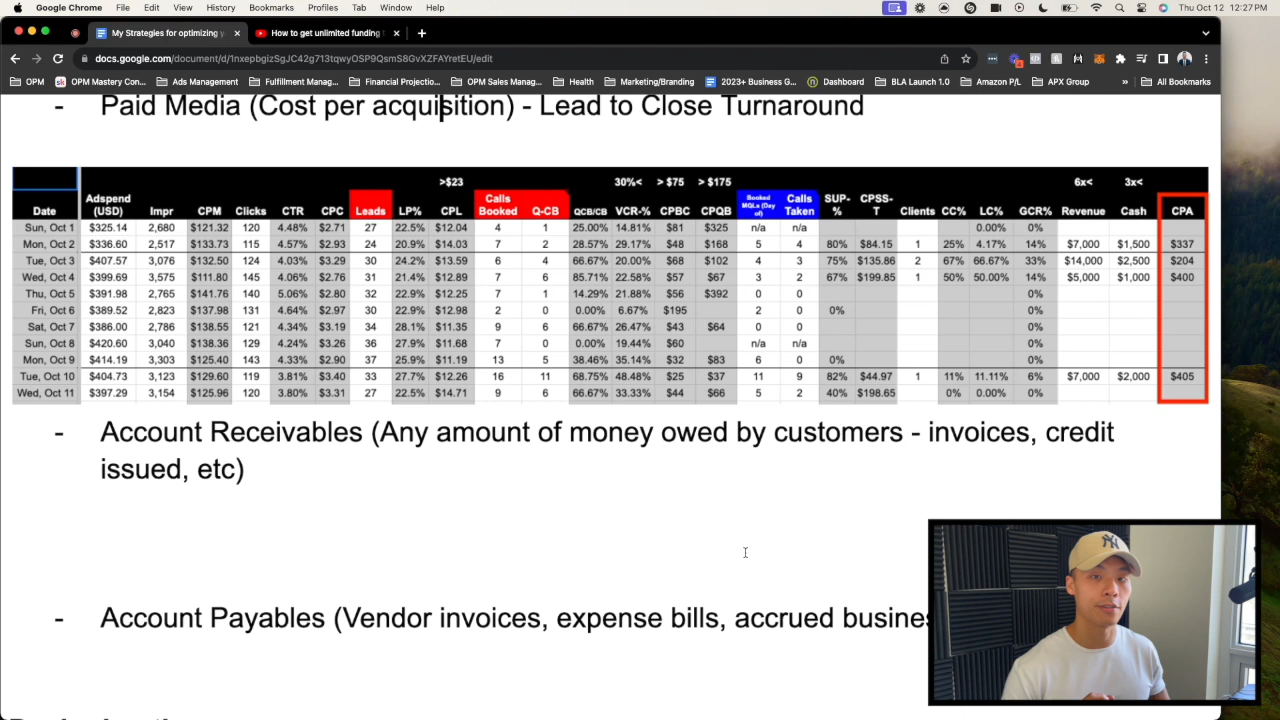 Google Chrome File Edit View History Bookmarks Profiles Tab Window Help Thu Oct 12 12:27 PM
My Strategies for optimizing y How to get unlimited funding
docs.google.com/document/d/1nxepbgizSgJC42g713tqwyOSP9QsmS8GvXZFAYretEU/edit
OPM OPM Mastery Con... Ads Management Fulfillment Manag... Financial Projectio... OPM Sales Manag... Health Marketing/Branding 2023+ Business G... Dashboard BLA Launch 1.0 Amazon P/L APX Group » All Bookmarks
- Paid Media (Cost per acquisition) - Lead to Close Turnaround
>$23 30%< > $75 > $175 6x< 3x<
Date Adspend (USD) Impr CPM Clicks CTR CPC Leads LP% CPL Calls Booked Q-CB QCB/CB VCR-% CPBC CPQB Booked MQLs (Day of) Calls Taken SUP-% CPSS-T Clients CC% LC% GCR% Revenue Cash CPA
Sun, Oct 1 $325.14 2,680 $121.32 120 4.48% $2.71 27 22.5% $12.04 4 1 25.00% 14.81% $81 $325 n/a n/a 0.00% 0%
Mon, Oct 2 $336.60 2,517 $133.73 115 4.57% $2.93 24 20.9% $14.03 7 2 28.57% 29.17% $48 $168 5 4 80% $84.15 1 25% 4.17% 14% $7,000 $1,500 $337
Tue, Oct 3 $407.57 3,076 $132.50 124 4.03% $3.29 30 24.2% $13.59 6 4 66.67% 20.00% $68 $102 4 3 75% $135.86 2 67% 66.67% 33% $14,000 $2,500 $204
Wed, Oct 4 $399.69 3,575 $111.80 145 4.06% $2.76 31 21.4% $12.89 7 6 85.71% 22.58% $57 $67 3 2 67% $199.85 1 50% 50.00% 14% $5,000 $1,000 $400
Thu, Oct 5 $391.98 2,765 $141.76 140 5.06% $2.80 32 22.9% $12.25 7 1 14.29% 21.88% $56 $392 0 0 0%
Fri, Oct 6 $389.52 2,823 $137.98 131 4.64% $2.97 30 22.9% $12.98 2 0 0.00% 6.67% $195 2 0 0% 0%
Sat, Oct 7 $386.00 2,786 $138.55 121 4.34% $3.19 34 28.1% $11.35 9 6 66.67% 26.47% $43 $64 0 0 0%
Sun, Oct 8 $420.60 3,040 $138.36 129 4.24% $3.26 36 27.9% $11.68 7 0 0.00% 19.44% $60 n/a n/a 0%
Mon, Oct 9 $414.19 3,303 $125.40 143 4.33% $2.90 37 25.9% $11.19 13 5 38.46% 35.14% $32 $83 6 0 0% 0%
Tue, Oct 10 $404.73 3,123 $129.60 119 3.81% $3.40 33 27.7% $12.26 16 11 68.75% 48.48% $25 $37 11 9 82% $44.97 1 11% 11.11% 6% $7,000 $2,000 $405
Wed, Oct 11 $397.29 3,154 $125.96 120 3.80% $3.31 27 22.5% $14.71 9 6 66.67% 33.33% $44 $66 5 2 40% $198.65 0% 0.00% 0%
- Account Receivables (Any amount of money owed by customers - invoices, credit
issued, etc)
- Account Payables (Vendor invoices, expense bills, accrued busines